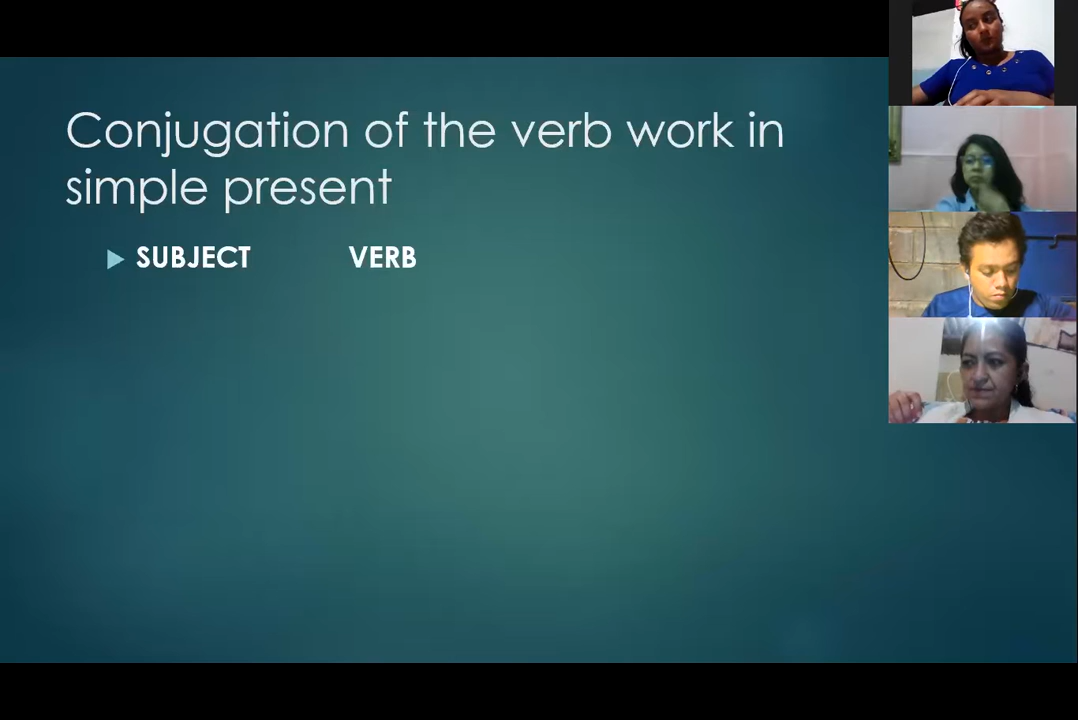 Conjugation of the verb work in
simple present
SUBJECT VERB